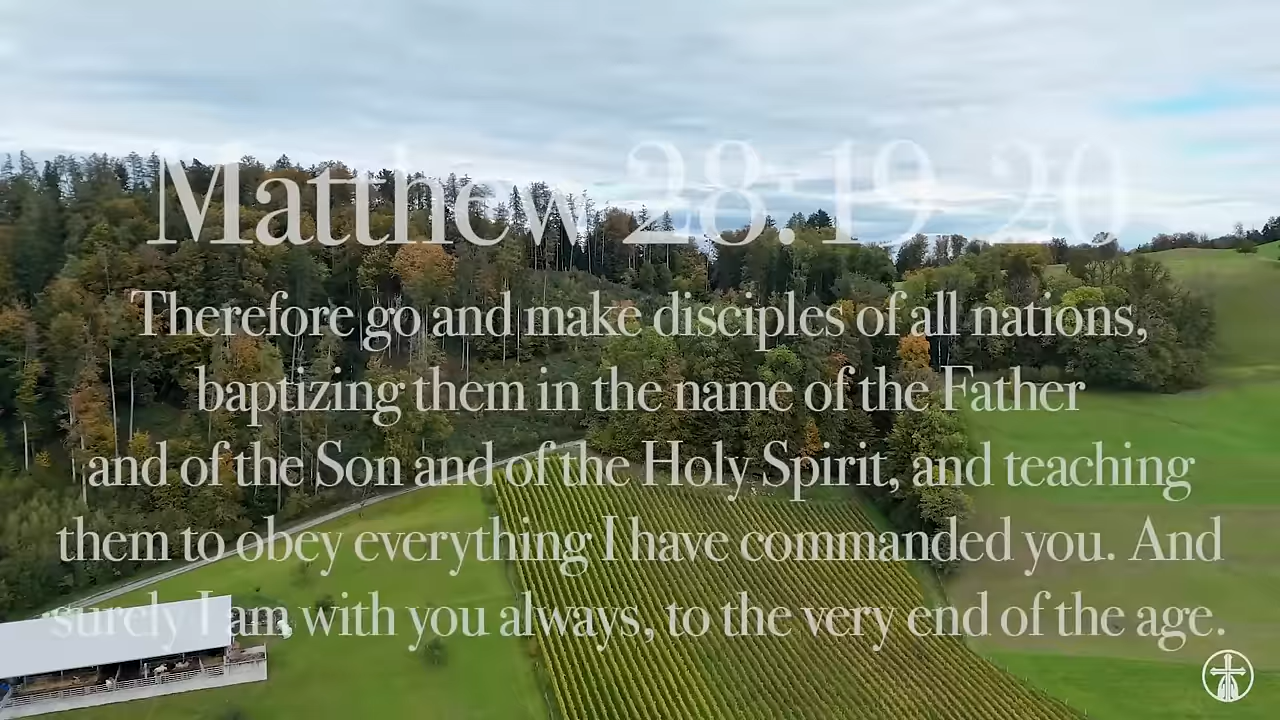 Matthew 28:19-20
Therefore go and make disciples of all nations,
baptizing them in the name of the Father
and of the Son and of the Holy Spirit, and teaching
them to obey everything I have commanded you. And
surely I am with you always, to the very end of the age.